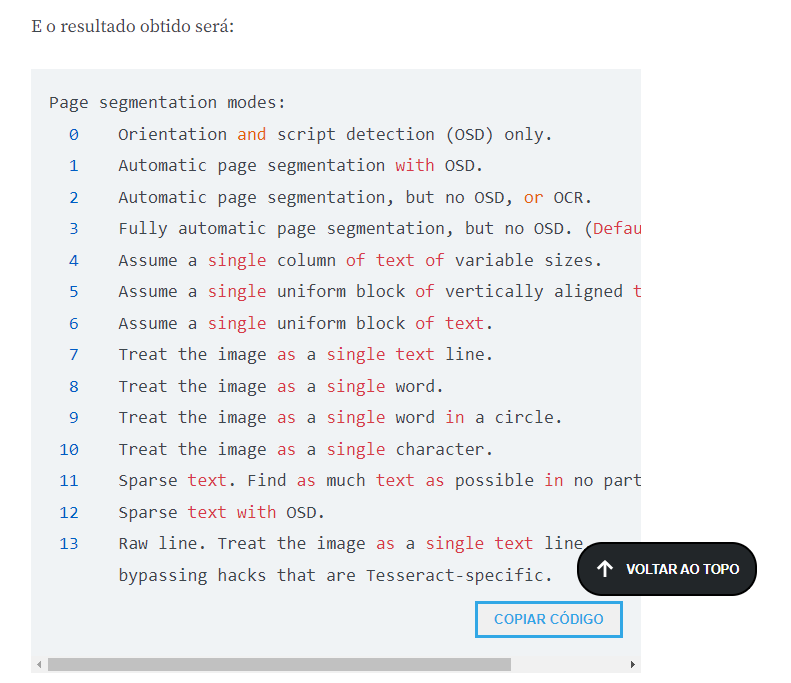 E o resultado obtido será:
Page segmentation modes:
0 Orientation and script detection (OSD) only.
1 Automatic page segmentation with OSD.
2 Automatic page segmentation, but no OSD, or OCR.
3 Fully automatic page segmentation, but no OSD. (Defau
4 Assume a single column of text of variable sizes.
5 Assume a single uniform block of vertically aligned t
6 Assume a single uniform block of text.
7 Treat the image as a single text line.
8 Treat the image as a single word.
9 Treat the image as a single word in a circle.
10 Treat the image as a single character.
11 Sparse text. Find as much text as possible in no part
12 Sparse text with OSD.
13 Raw line. Treat the image as a single text line
bypassing hacks that are Tesseract-specific.
VOLTAR AO TOPO
COPIAR CÓDIGO